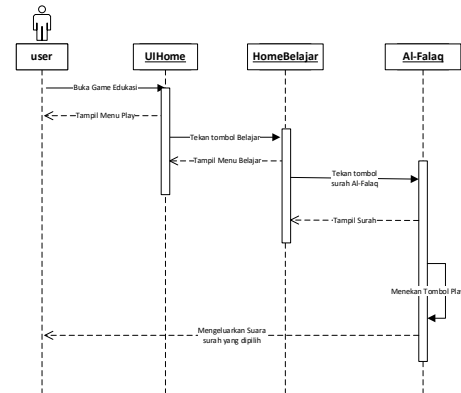 user
UIHome
HomeBelajar
Al-Falaq
Buka Game Edukasi
Tampil Menu Play
Tekan tombol Belajar
Tampil Menu Belajar
Tekan tombol
surah Al-Falaq
Tampil Surah
Menekan Tombol Pla
Mengeluarkan Suara
surah yang dipilih